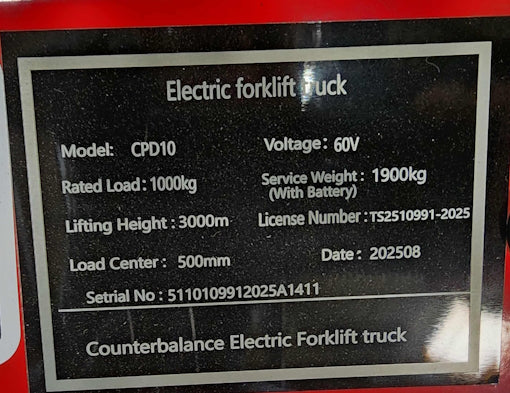 Electric forklift truck
Model: CPD10 Voltage: 60V
Rated Load: 1000kg Service Weight: 1900kg
(With Battery)
Lifting Height: 3000m License Number: TS2510991-2025
Load Center: 500mm Date: 202508
Setrial No: 5110109912025A1411
Counterbalance Electric Forklift truck